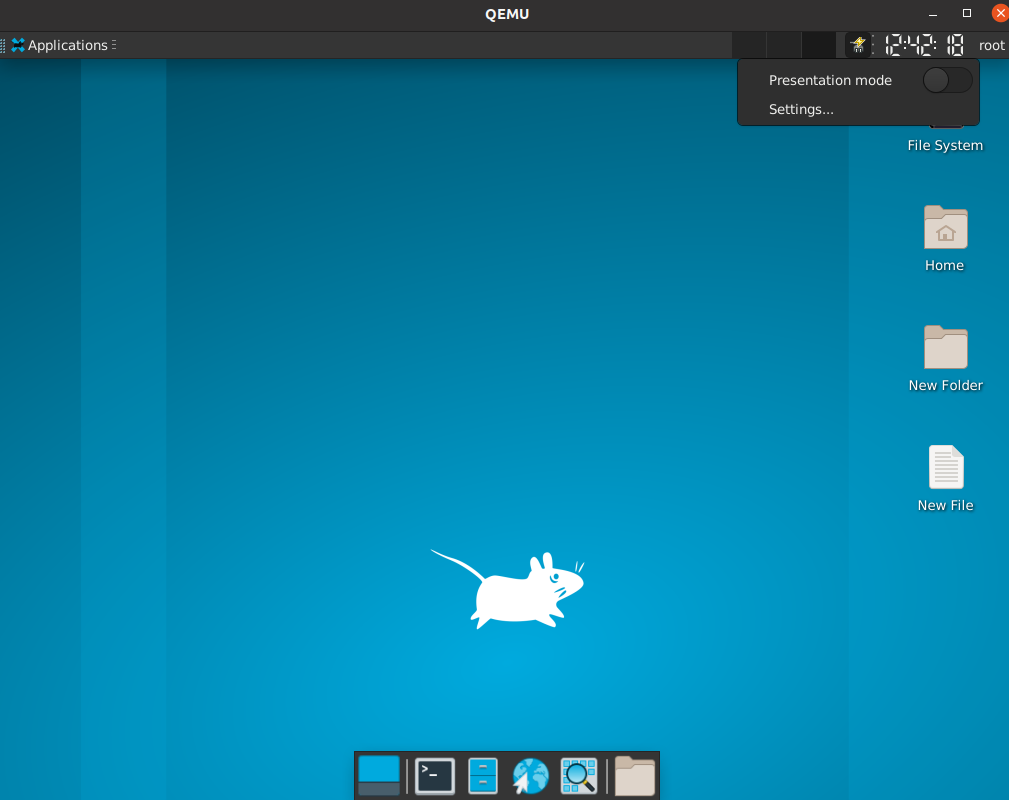 QEMU
Applications
12:42:18
root
Presentation mode
Settings...
File System
Home
New Folder
New File
>_